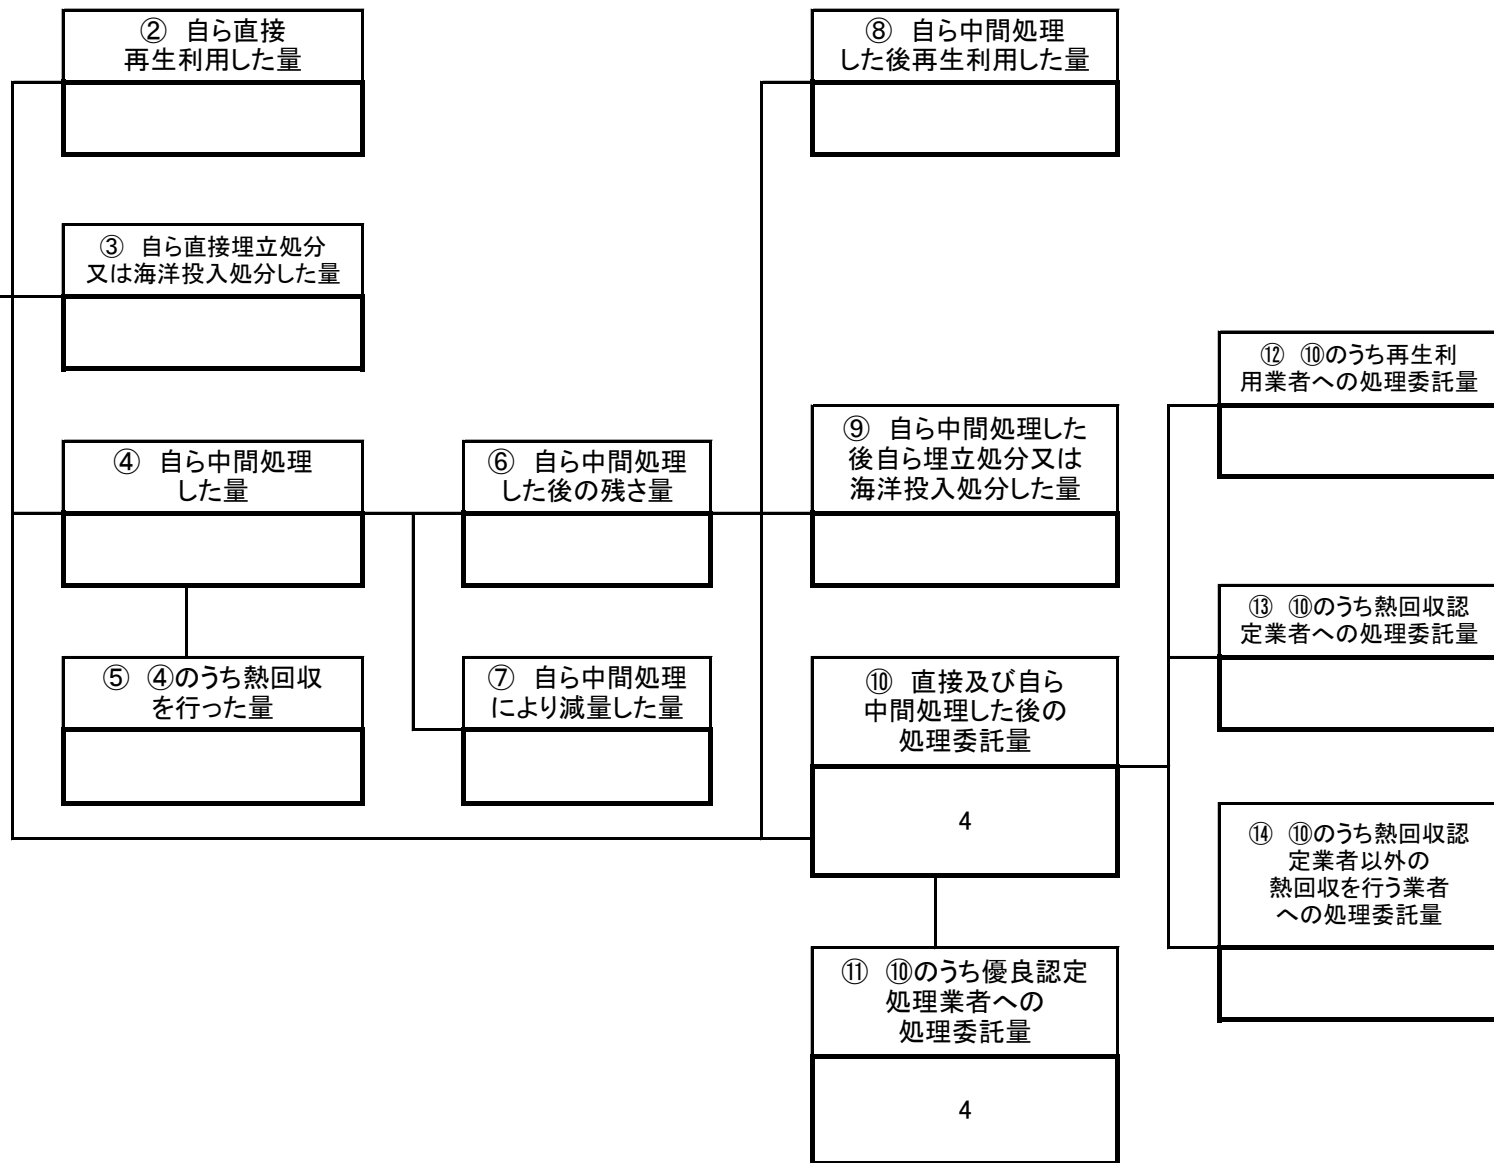 ② 自ら直接
再生利用した量
⑧ 自ら中間処理
した後再生利用した量
③ 自ら直接埋立処分
又は海洋投入処分した量
⑫ ⑩のうち再生利
用業者への処理委託量
④ 自ら中間処理
した量
⑥ 自ら中間処理
した後の残さ量
⑨ 自ら中間処理した
後自ら埋立処分又は
海洋投入処分した量
⑬ ⑩のうち熱回収認
定業者への処理委託量
⑤ ④のうち熱回収
を行った量
⑦ 自ら中間処理
により減量した量
⑩ 直接及び自ら
中間処理した後の
処理委託量
4
⑭ ⑩のうち熱回収認
定業者以外の
熱回収を行う業者
への処理委託量
⑪ ⑩のうち優良認定
処理業者への
処理委託量
4